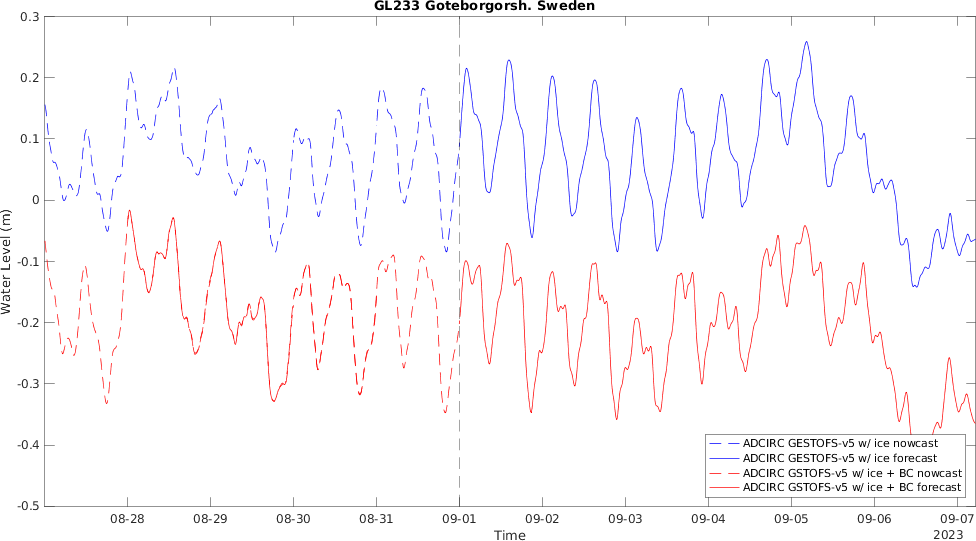 GL233 Goteborgorsh. Sweden
0.3
0.2
0.1
0
-0.1
-0.2
-0.3
-0.4
-0.5
Water Level (m)
ADCIRC GESTOFS-v5 w/ ice nowcast
ADCIRC GESTOFS-v5 w/ ice forecast
ADCIRC GSTOFS-v5 w/ ice + BC nowcast
ADCIRC GSTOFS-v5 w/ ice + BC forecast
08-28 08-29 08-30 08-31 09-01 09-02 09-03 09-04 09-05 09-06 09-07
Time
2023